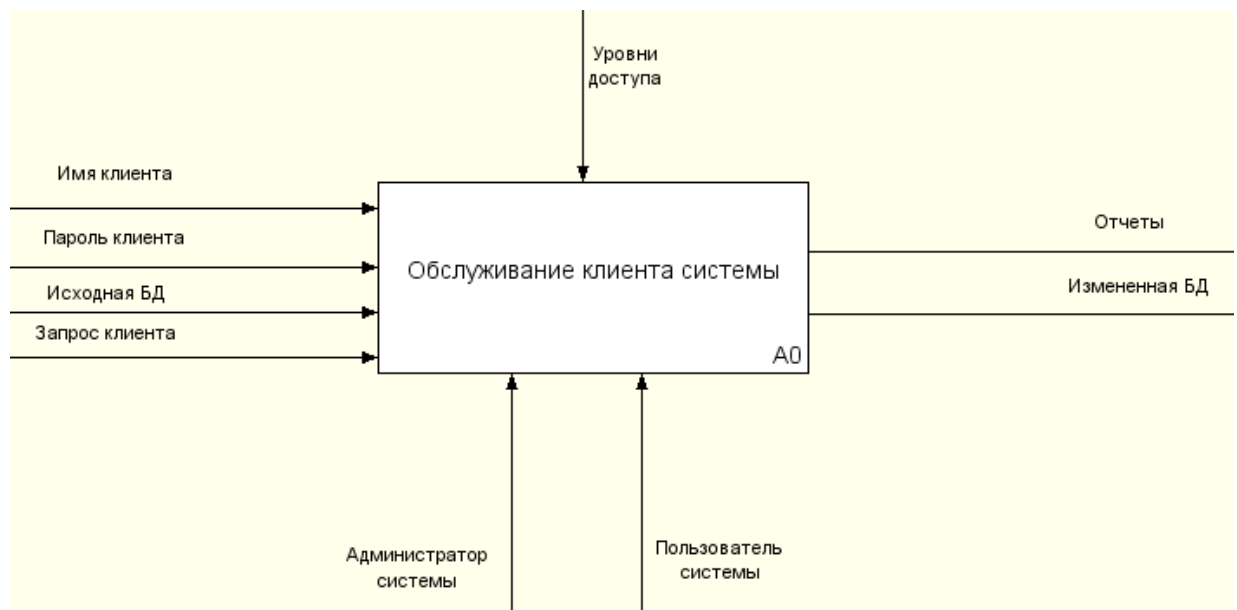 Уровни
доступа
Имя клиента
Пароль клиента
Исходная БД
Запрос клиента
Обслуживание клиента системы
A0
Отчеты
Измененная БД
Администратор
системы
Пользователь
системы